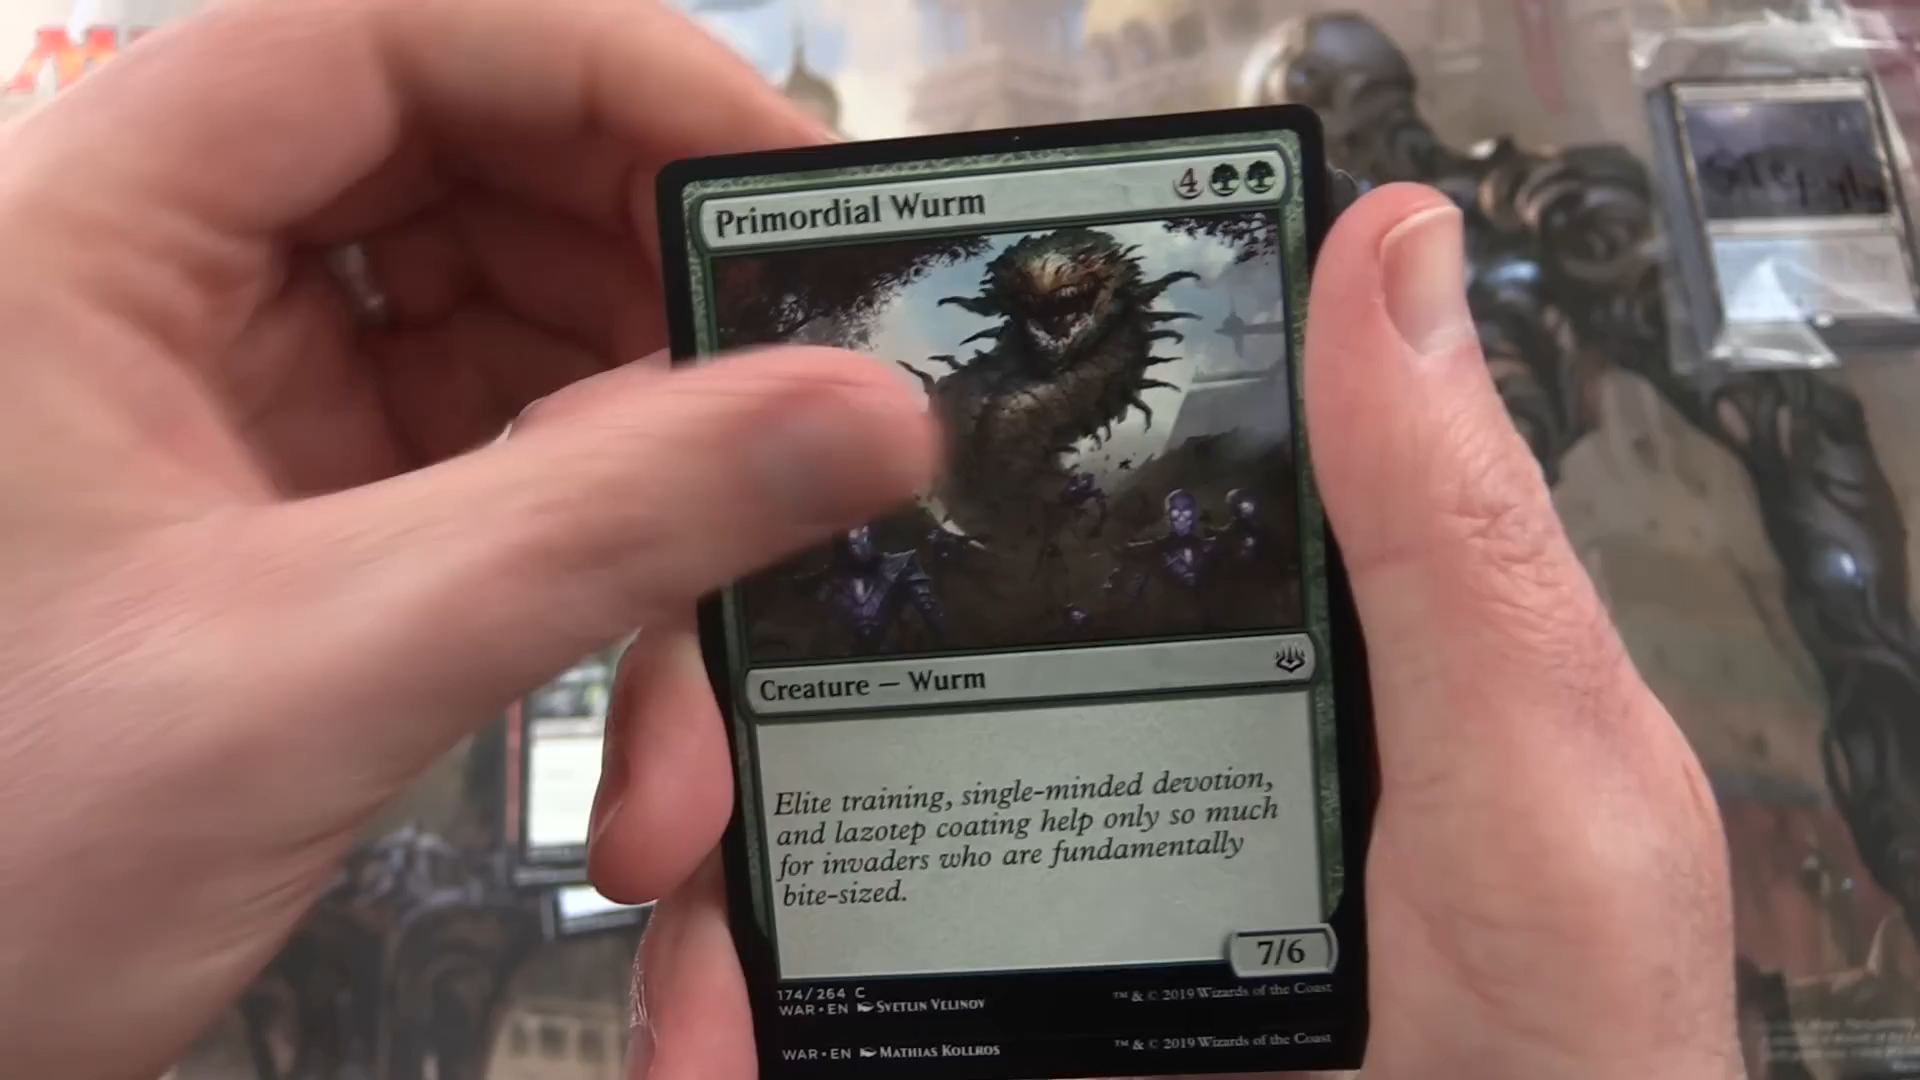 Primordial Wurm 4
Creature — Wurm
Elite training, single-minded devotion,
and lazotep coating help only so much
for invaders who are fundamentally
bite-sized.
7/6
174/264 C
WAR • EN Svetlin Velinov ™ & © 2019 Wizards of the Coast
WAR • EN Mathias Kollros ™ & © 2019 Wizards of the Coast